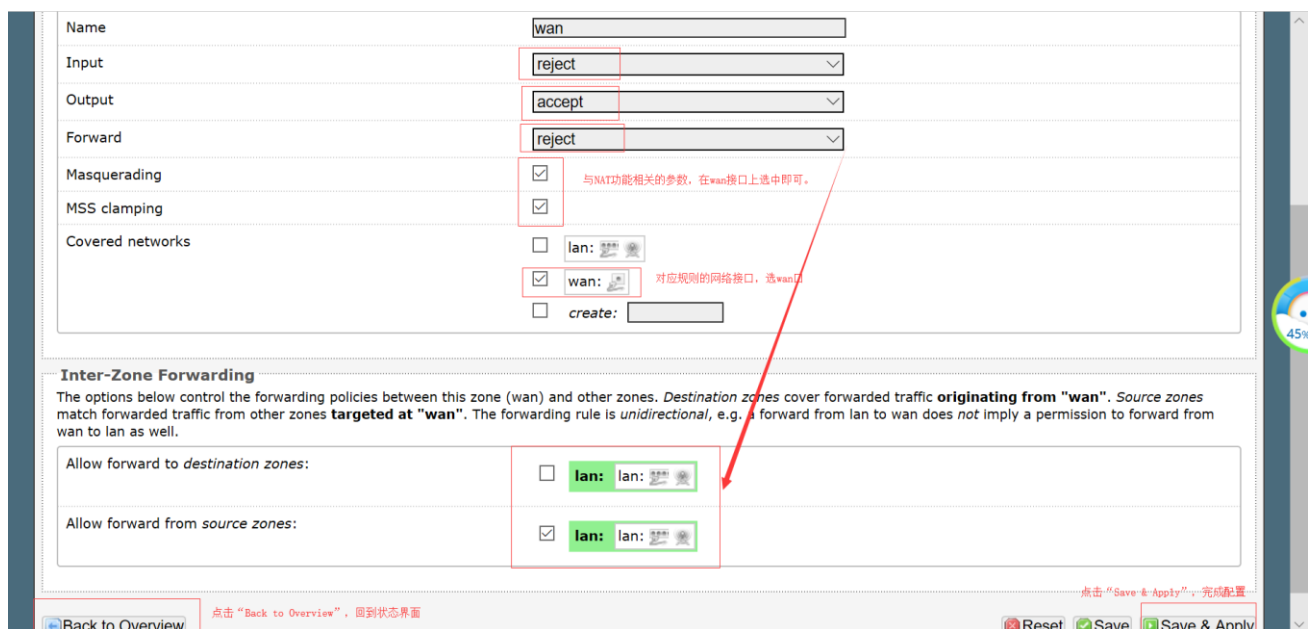 Name
wan
Input
reject
Output
accept
Forward
reject
Masquerading
与NAT功能相关的参数，在wan接口上选中即可。
MSS clamping
Covered networks
lan:
wan:
对应规则的网络接口，选wan口
create:
45%
Inter-Zone Forwarding
The options below control the forwarding policies between this zone (wan) and other zones. Destination zones cover forwarded traffic originating from "wan". Source zones
match forwarded traffic from other zones targeted at "wan". The forwarding rule is unidirectional, e.g. a forward from lan to wan does not imply a permission to forward from
wan to lan as well.
Allow forward to destination zones:
lan: lan:
Allow forward from source zones:
lan: lan:
点击“Save & Apply”，完成配置
点击“Back to Overview”，回到状态界面
Back to Overview
Reset
Save
Save & Apply